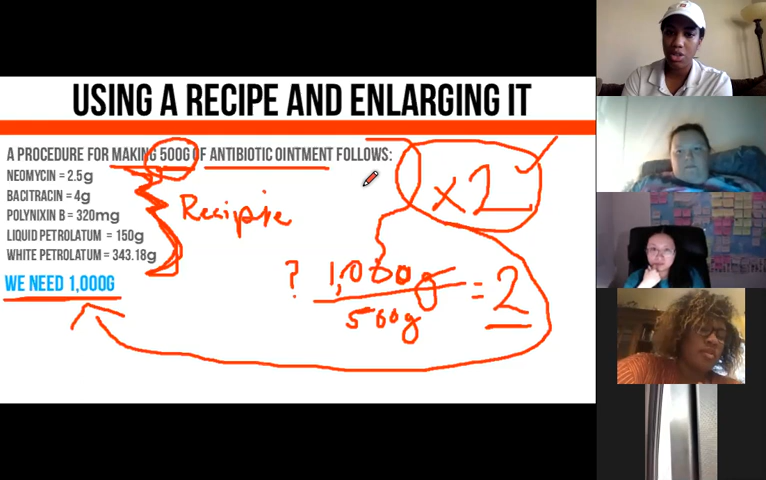 USING A RECIPE AND ENLARGING IT
A PROCEDURE FOR MAKING 500G OF ANTIBIOTIC OINTMENT FOLLOWS:
NEOMYCIN = 2.5g
BACITRACIN = 4g
POLYNIXIN B = 320mg
LIQUID PETROLATUM = 150g
WHITE PETROLATUM = 343.18g
WE NEED 1,000G
Recipie
x 2
? 1,000g
500g
= 2